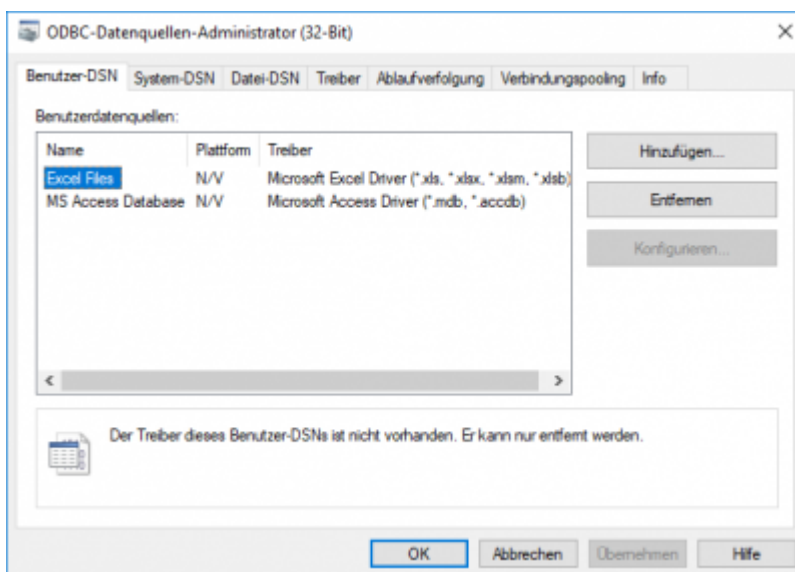 ODBC-Datenquellen-Administrator (32-Bit)
Benutzer-DSN System-DSN Datei-DSN Treiber Ablaufverfolgung Verbindungspooling Info
Benutzerdatenquellen:
Name Plattform Treiber
Excel Files N/V Microsoft Excel Driver (*.xls, *.xlsx, *.xlsm, *.xlsb)
MS Access Database N/V Microsoft Access Driver (*.mdb, *.accdb)
Hinzufügen...
Entfernen
Konfigurieren...
Der Treiber dieses Benutzer-DSNs ist nicht vorhanden. Er kann nur entfernt werden.
OK Abbrechen Übernehmen Hilfe